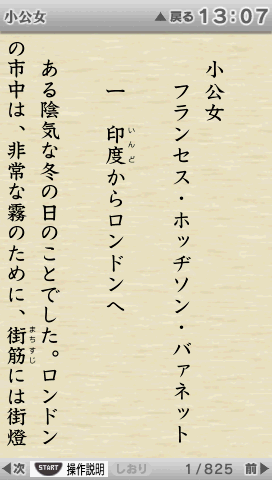 小公女
▲戻る 13:07
小公女
フランセス・ホッヂソン・バァネット
一 印度からロンドンへ
いんど
ある陰気な冬の日のことでした。ロンドン
の市中は、非常な霧のために、街筋には街燈
まちすじ
◀次 START 操作説明 しおり 1/825 前▶